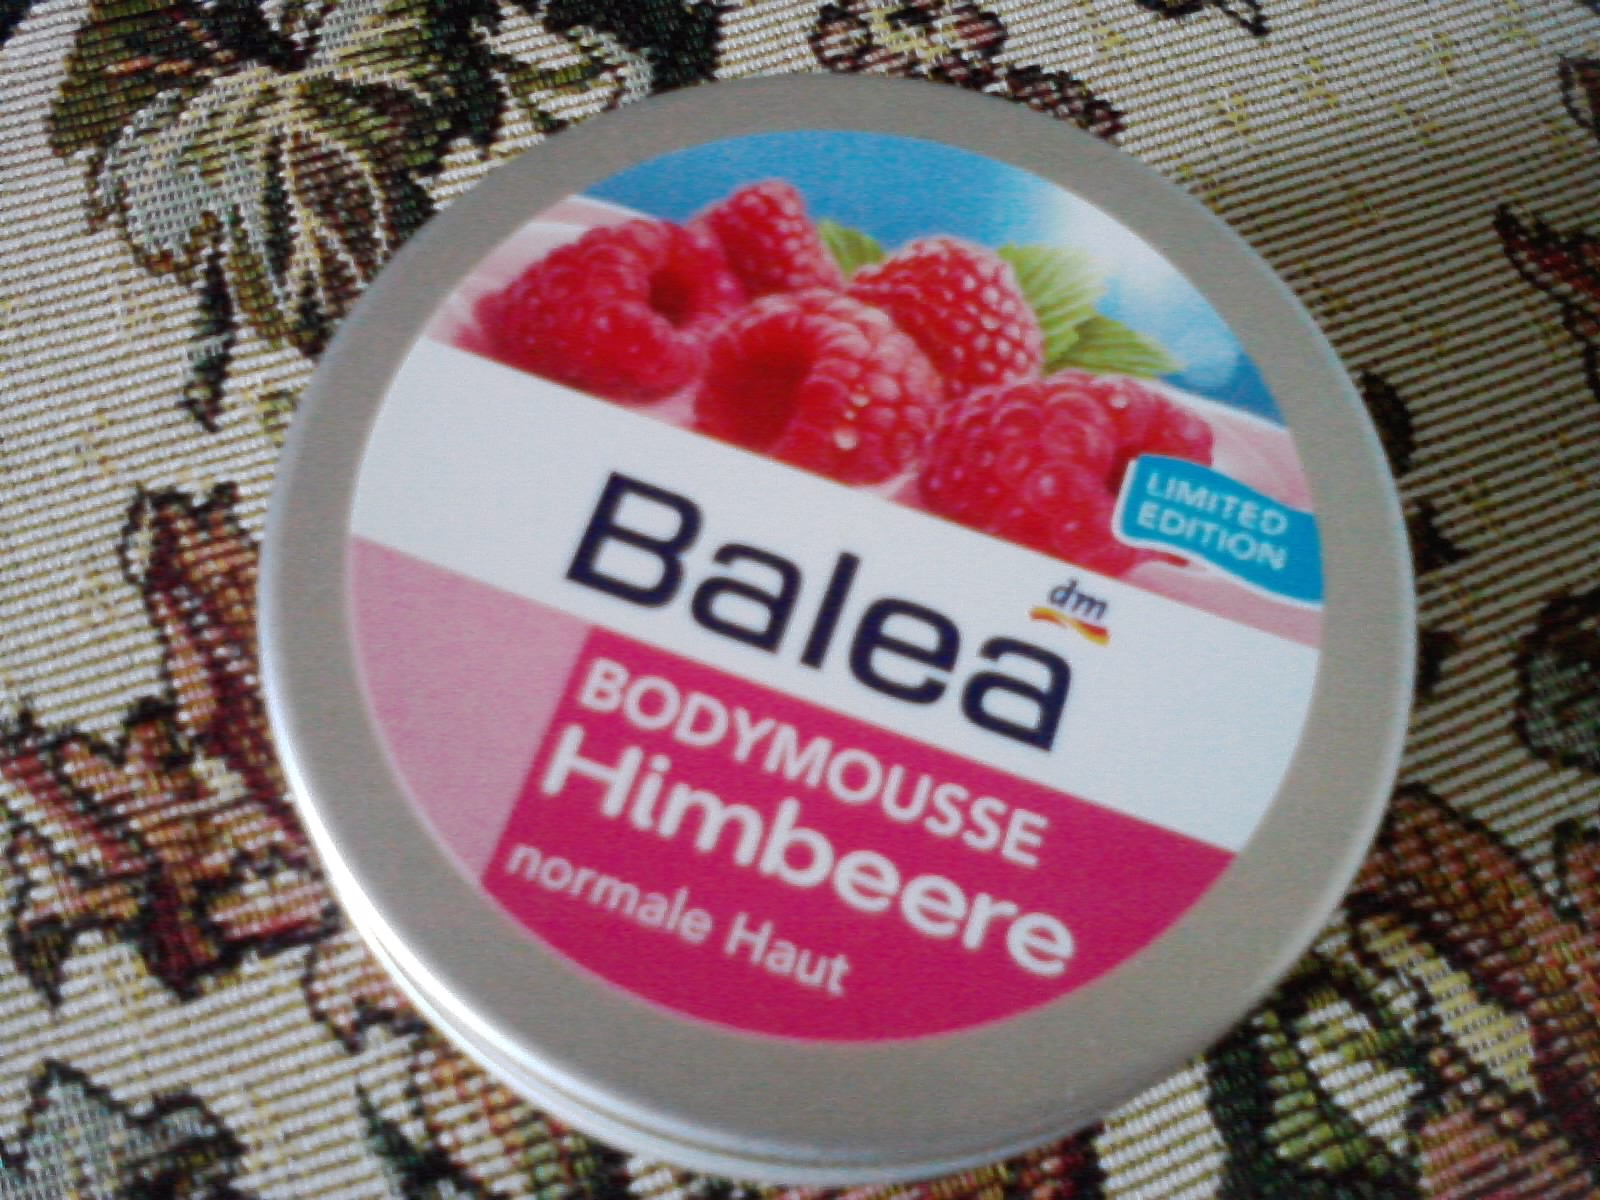 LIMITED
EDITION
Balea
dm
BODYMOUSSE
Himbeere
normale Haut